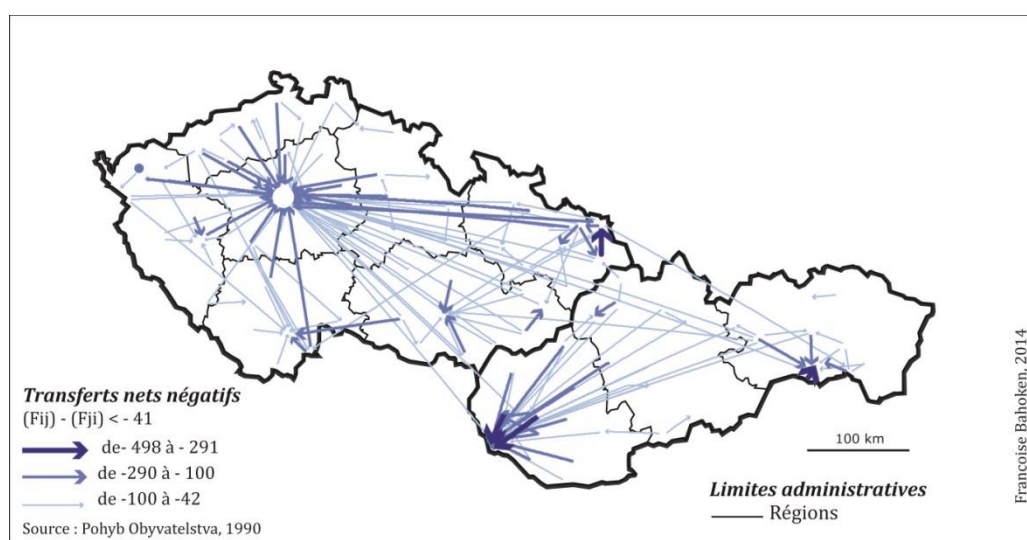 Transferts nets négatifs
(Fij) - (Fji) < - 41
de- 498 à - 291
de -290 à - 100
de -100 à -42
Source : Pohyb Obyvatelstva, 1990
100 km
Limites administratives
Régions
Francoise Bahoken, 2014